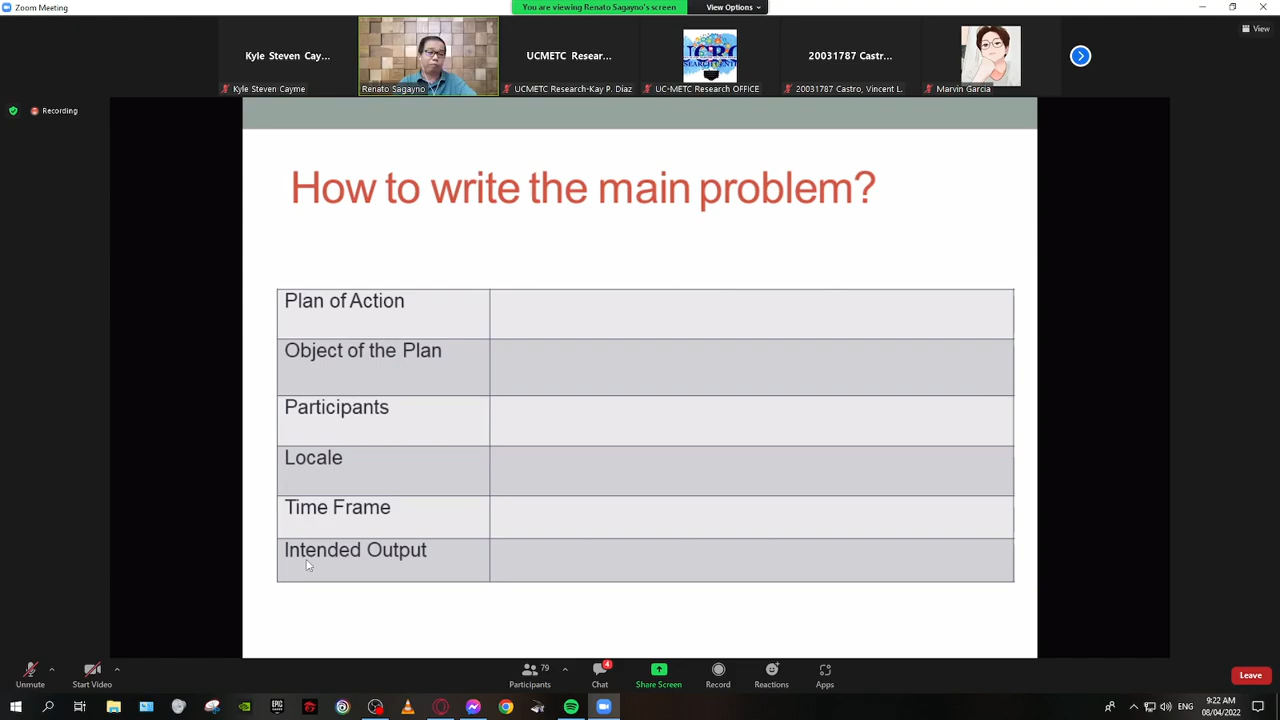 Zoom Meeting
You are viewing Renato Sagayno's screen
View Options
View
Kyle Steven Cay...
UCMETC Resear...
20031787 Castr...
Kyle Steven Cayme
Renato Sagayno
UCMETC Research-Kay P. Diaz
UC-METC Research OFFICE
20031787 Castro, Vincent L.
Marvin Garcia
Recording
How to write the main problem?
Plan of Action
Object of the Plan
Participants
Locale
Time Frame
Intended Output
Unmute
Start Video
79
Participants
4
Chat
Share Screen
Record
Reactions
Apps
Leave
EPIC
GAMES
ENG
9:22 AM
08/04/2022